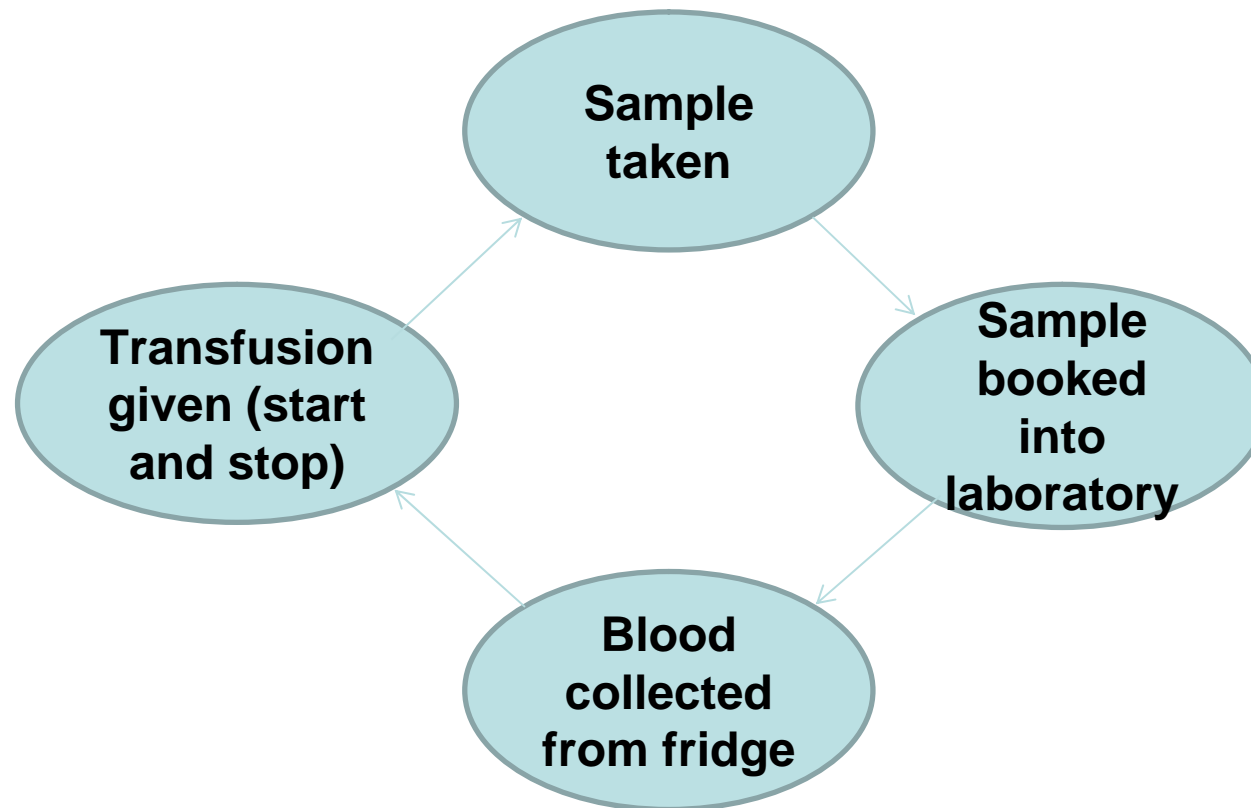 Sample
taken
Sample
booked
into
laboratory
Transfusion
given (start
and stop)
Blood
collected
from fridge